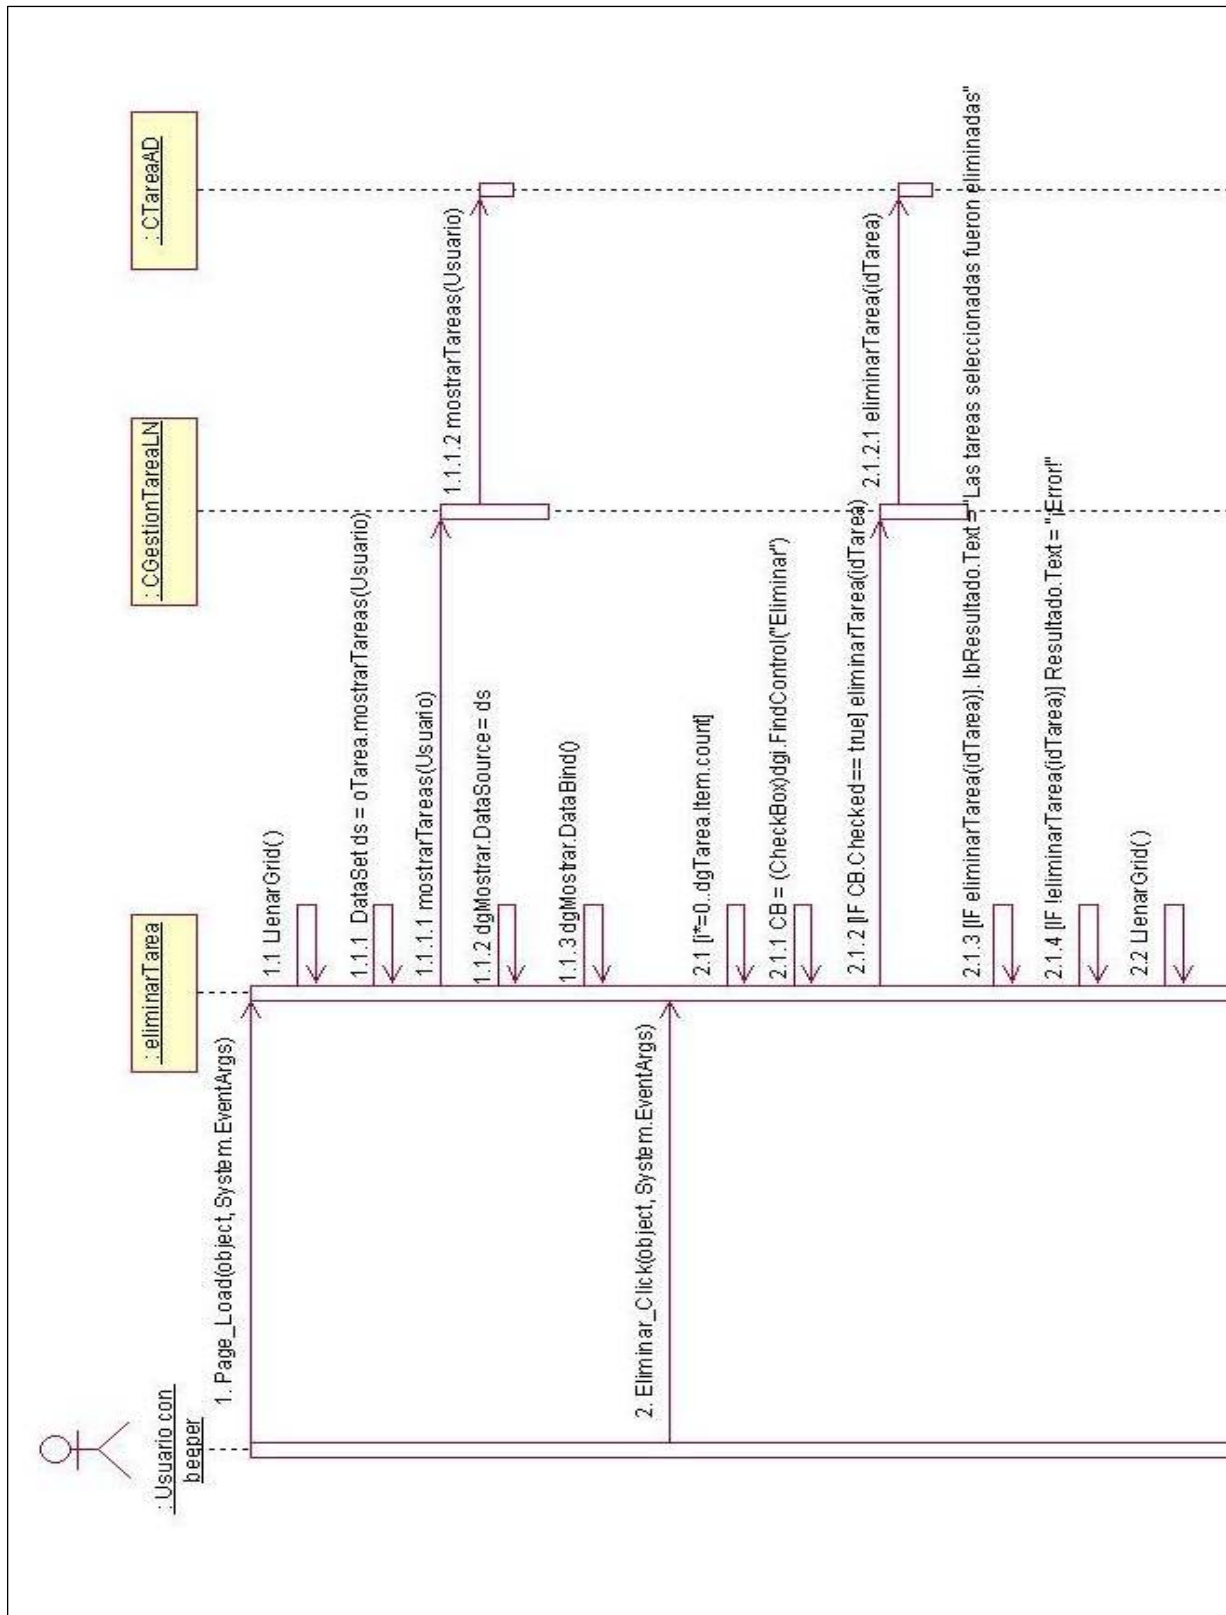 : Usuario con
beeper
: eliminarTarea
: CGestionTareaLN
: CTareaAD
1. Page_Load(object, System.EventArgs)
1.1 LlenarGrid()
1.1.1 DataSet ds = oTarea.mostrarTareas(Usuario)
1.1.1.1 mostrarTareas(Usuario)
1.1.1.2 mostrarTareas(Usuario)
1.1.2 dgMostrar.DataSource = ds
1.1.3 dgMostrar.DataBind()
2. Eliminar_Click(object, System.EventArgs)
2.1 [i*=0..dgTarea.Item.count]
2.1.1 CB = (CheckBox)dgi.FindControl("Eliminar")
2.1.2 [IF CB.Checked == true] eliminarTarea(idTarea)
2.1.2.1 eliminarTarea(idTarea)
2.1.3 [IF eliminarTarea(idTarea)]. lbResultado.Text = "Las tareas seleccionadas fueron eliminadas"
2.1.4 [IF !eliminarTarea(idTarea)] Resultado.Text = "¡Error!"
2.2 LlenarGrid()